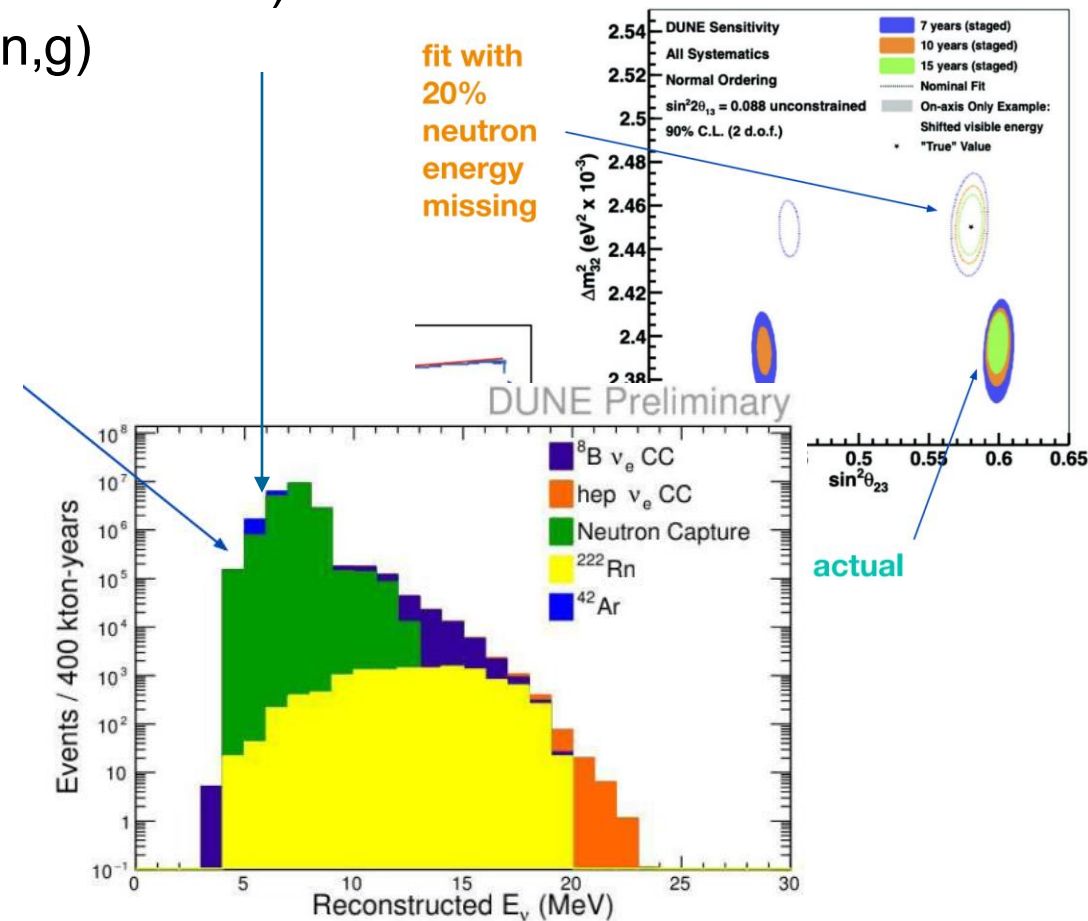 n,g)
fit with
20%
neutron
energy
missing
2.54
2.52
2.5
2.48
2.46
2.44
2.42
2.4
2.38
Δm²₃₂ (eV² x 10⁻³)
DUNE Sensitivity
All Systematics
Normal Ordering
sin²2θ₁₃ = 0.088 unconstrained
90% C.L. (2 d.o.f.)
7 years (staged)
10 years (staged)
15 years (staged)
Nominal Fit
On-axis Only Example:
Shifted visible energy
"True" Value
0.5 0.55 0.6 0.65
sin²θ₂₃
actual
DUNE Preliminary
10⁸
10⁷
10⁶
10⁵
10⁴
10³
10²
10
1
10⁻¹
Events / 400 kton-years
⁸B νₑ CC
hep νₑ CC
Neutron Capture
²²²Rn
⁴²Ar
0 5 10 15 20 25 30
Reconstructed Eᵥ (MeV)